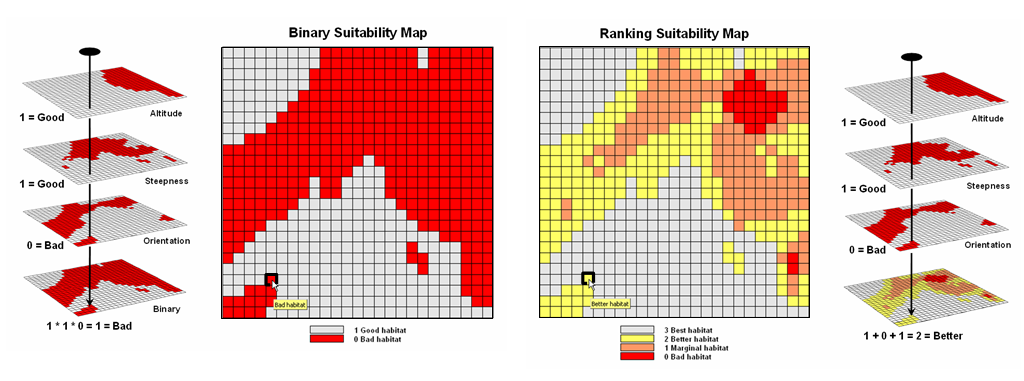 Binary Suitability Map
1 = Good
Altitude
1 = Good
Steepness
0 = Bad
Orientation
Binary
1 * 1 * 0 = 1 = Bad
Bad habitat
1 Good habitat
0 Bad habitat
Ranking Suitability Map
Better habitat
3 Best habitat
2 Better habitat
1 Marginal habitat
0 Bad habitat
1 = Good
Altitude
1 = Good
Steepness
0 = Bad
Orientation
1 + 0 + 1 = 2 = Better